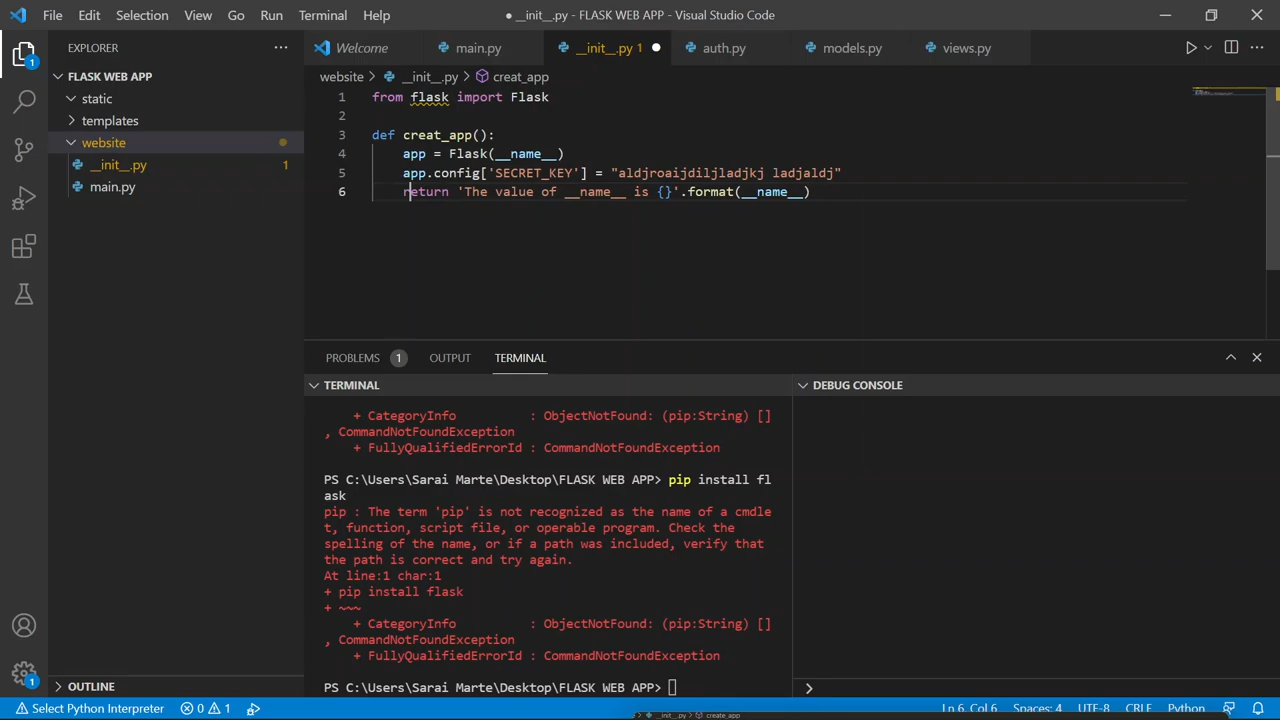 File Edit Selection View Go Run Terminal Help
● __init__.py - FLASK WEB APP - Visual Studio Code
EXPLORER
1
FLASK WEB APP
static
templates
website
__init__.py 1
main.py
OUTLINE
1
Welcome main.py __init__.py 1 auth.py models.py views.py
website > __init__.py > creat_app
1 from flask import Flask
2
3 def creat_app():
4 app = Flask(__name__)
5 app.config['SECRET_KEY'] = "aldjroaijdiljladjkj ladjaldj"
6 return 'The value of __name__ is {}'.format(__name__)
PROBLEMS 1 OUTPUT TERMINAL
TERMINAL
+ CategoryInfo : ObjectNotFound: (pip:String) []
, CommandNotFoundException
+ FullyQualifiedErrorId : CommandNotFoundException
PS C:\Users\Sarai Marte\Desktop\FLASK WEB APP> pip install fl
ask
pip : The term 'pip' is not recognized as the name of a cmdle
t, function, script file, or operable program. Check the
spelling of the name, or if a path was included, verify that
the path is correct and try again.
At line:1 char:1
+ pip install flask
+ ~~~
+ CategoryInfo : ObjectNotFound: (pip:String) []
, CommandNotFoundException
+ FullyQualifiedErrorId : CommandNotFoundException
PS C:\Users\Sarai Marte\Desktop\FLASK WEB APP>
DEBUG CONSOLE
>
Select Python Interpreter 0 1 Ln 6, Col 6 Spaces: 4 UTF-8 CRLF Python
__init__.py > create_app